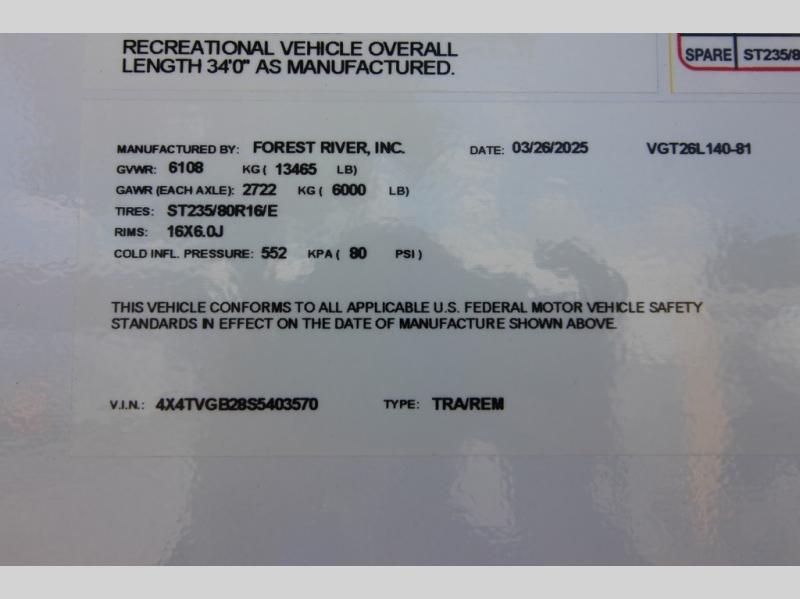 RECREATIONAL VEHICLE OVERALL
LENGTH 34'0" AS MANUFACTURED.
SPARE ST235/8
MANUFACTURED BY: FOREST RIVER, INC. DATE: 03/26/2025 VGT26L140-81
GVWR: 6108 KG ( 13465 LB)
GAWR (EACH AXLE): 2722 KG ( 6000 LB)
TIRES: ST235/80R16/E
RIMS: 16X6.0J
COLD INFL. PRESSURE: 552 KPA ( 80 PSI )
THIS VEHICLE CONFORMS TO ALL APPLICABLE U.S. FEDERAL MOTOR VEHICLE SAFETY
STANDARDS IN EFFECT ON THE DATE OF MANUFACTURE SHOWN ABOVE.
V.I.N.: 4X4TVGB28S5403570 TYPE: TRA/REM